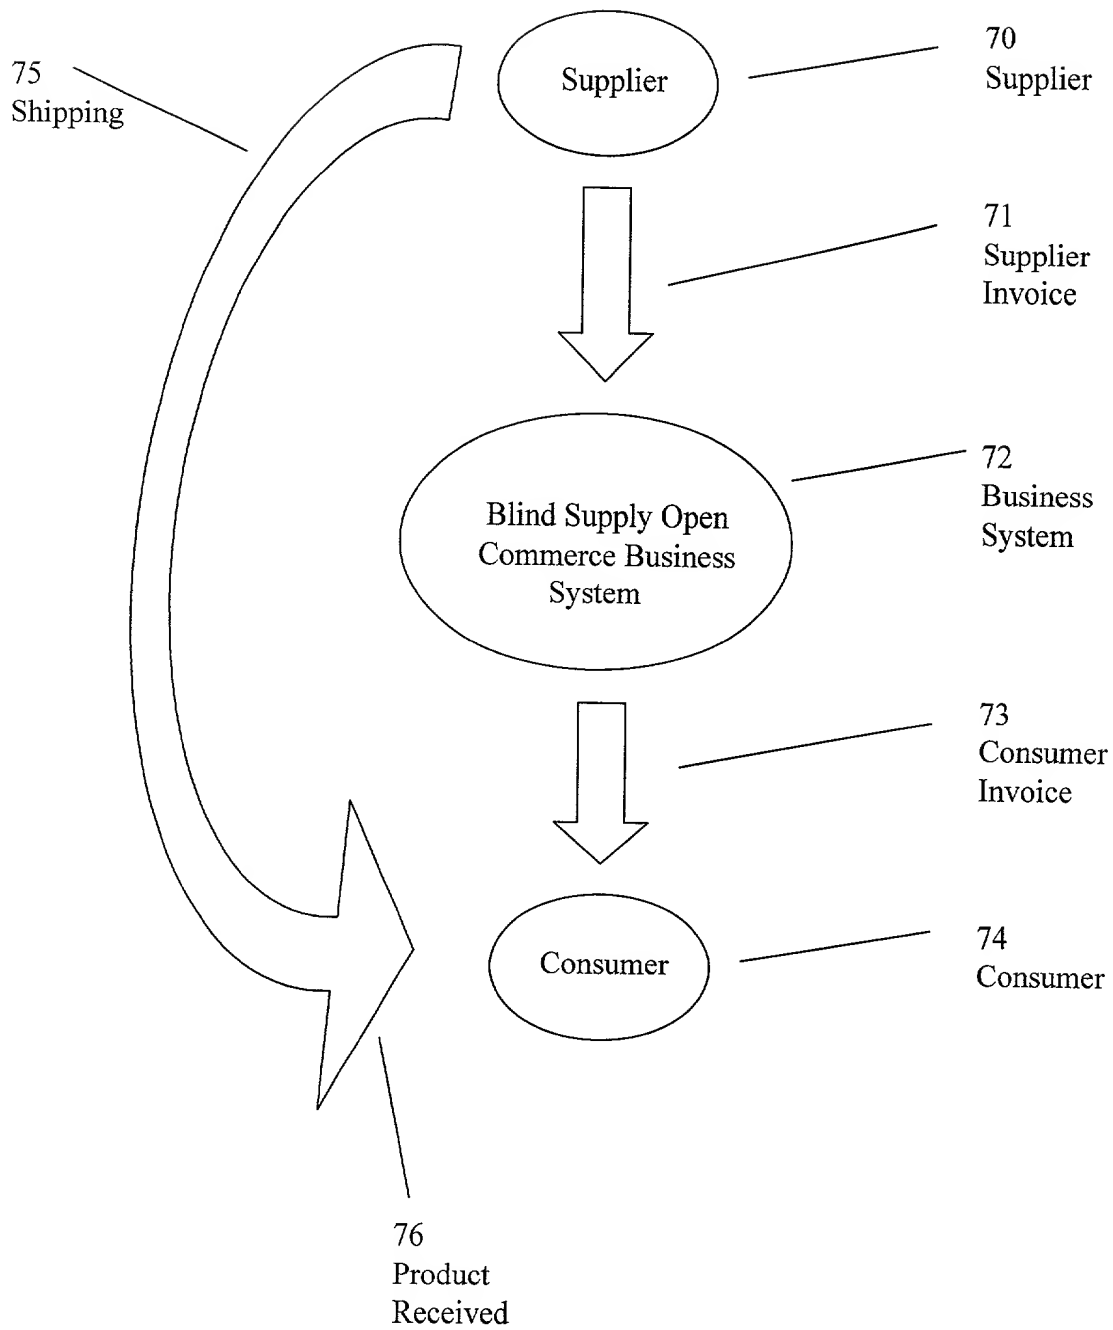 75
Shipping
Supplier
70
Supplier
71
Supplier
Invoice
Blind Supply Open
Commerce Business
System
72
Business
System
73
Consumer
Invoice
Consumer
74
Consumer
76
Product
Received